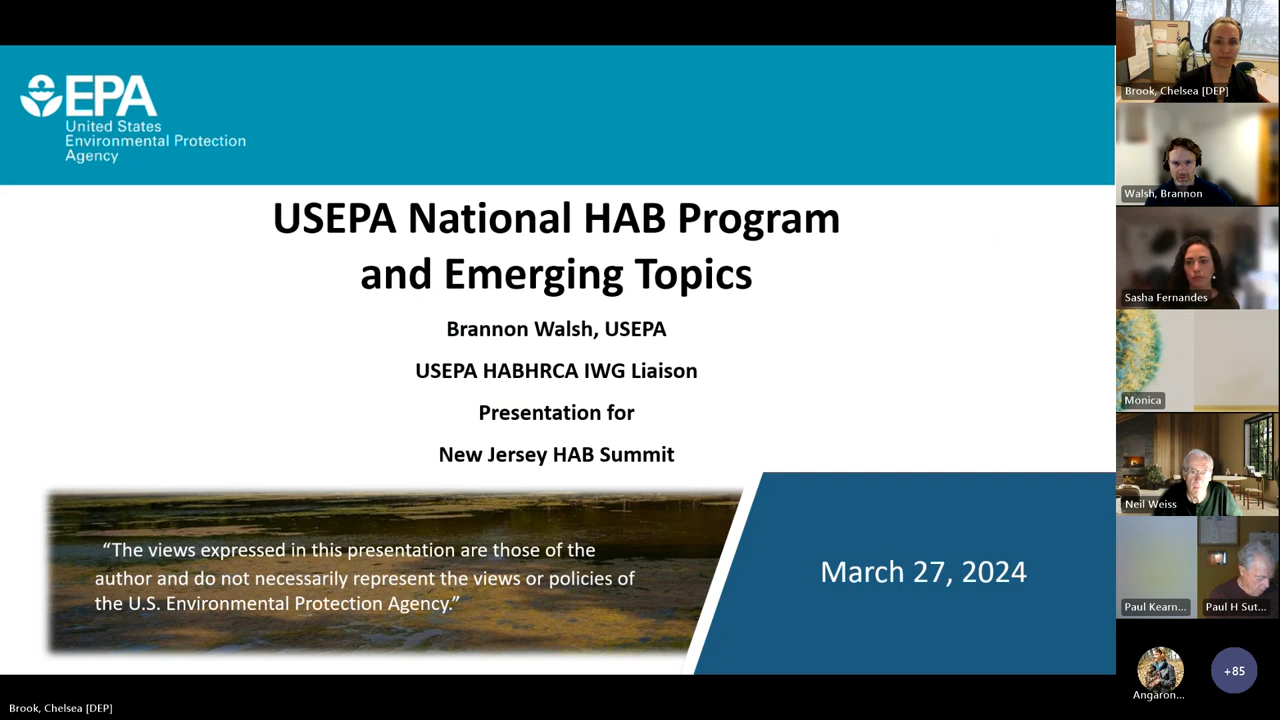 EPA
United States
Environmental Protection
Agency
USEPA National HAB Program
and Emerging Topics
Brannon Walsh, USEPA
USEPA HABHRCA IWG Liaison
Presentation for
New Jersey HAB Summit
“The views expressed in this presentation are those of the
author and do not necessarily represent the views or policies of
the U.S. Environmental Protection Agency.”
March 27, 2024
Brook, Chelsea [DEP]
Walsh, Brannon
Sasha Fernandes
Monica
Neil Weiss
Paul Kearn...
Paul H Sut...
Angaron...
+85
Brook, Chelsea [DEP]